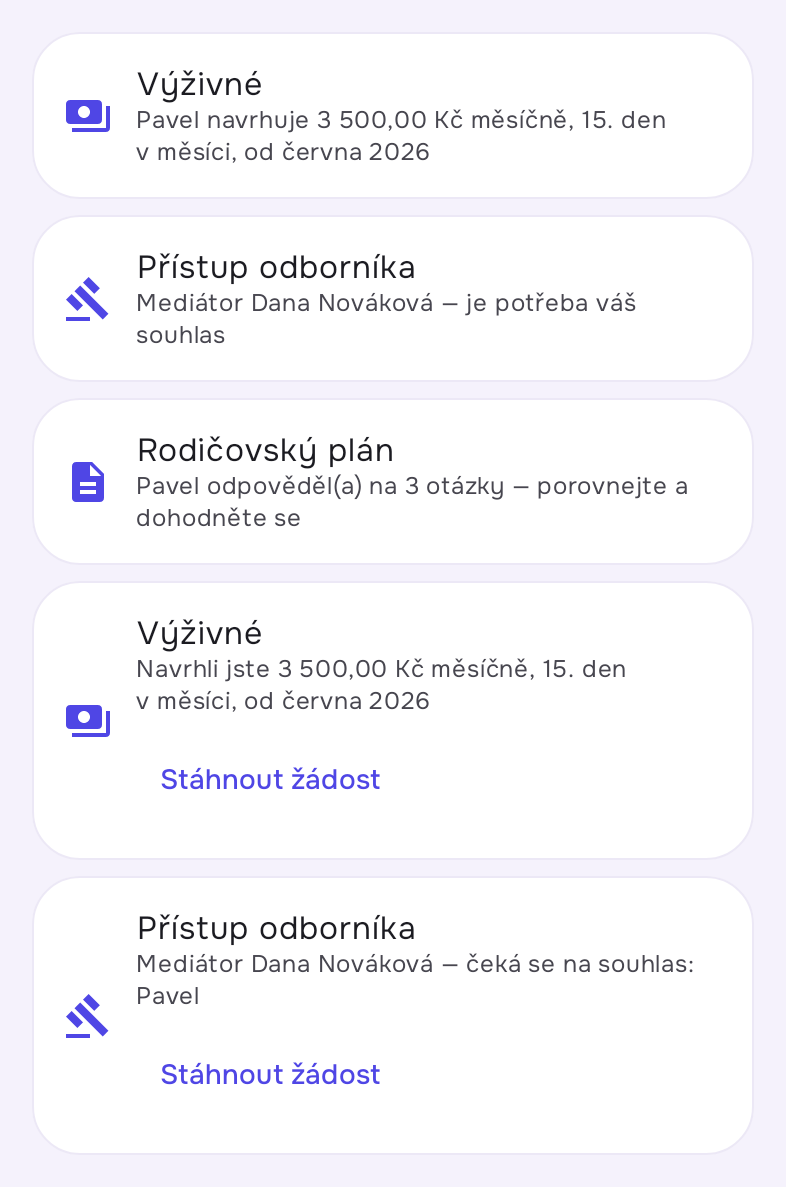 Výživné
Pavel navrhuje 3 500,00 Kč měsíčně, 15. den
v měsíci, od června 2026
Přístup odborníka
Mediátor Dana Nováková — je potřeba váš
souhlas
Rodičovský plán
Pavel odpověděl(a) na 3 otázky — porovnejte a
dohodněte se
Výživné
Navrhli jste 3 500,00 Kč měsíčně, 15. den
v měsíci, od června 2026
Stáhnout žádost
Přístup odborníka
Mediátor Dana Nováková — čeká se na souhlas:
Pavel
Stáhnout žádost